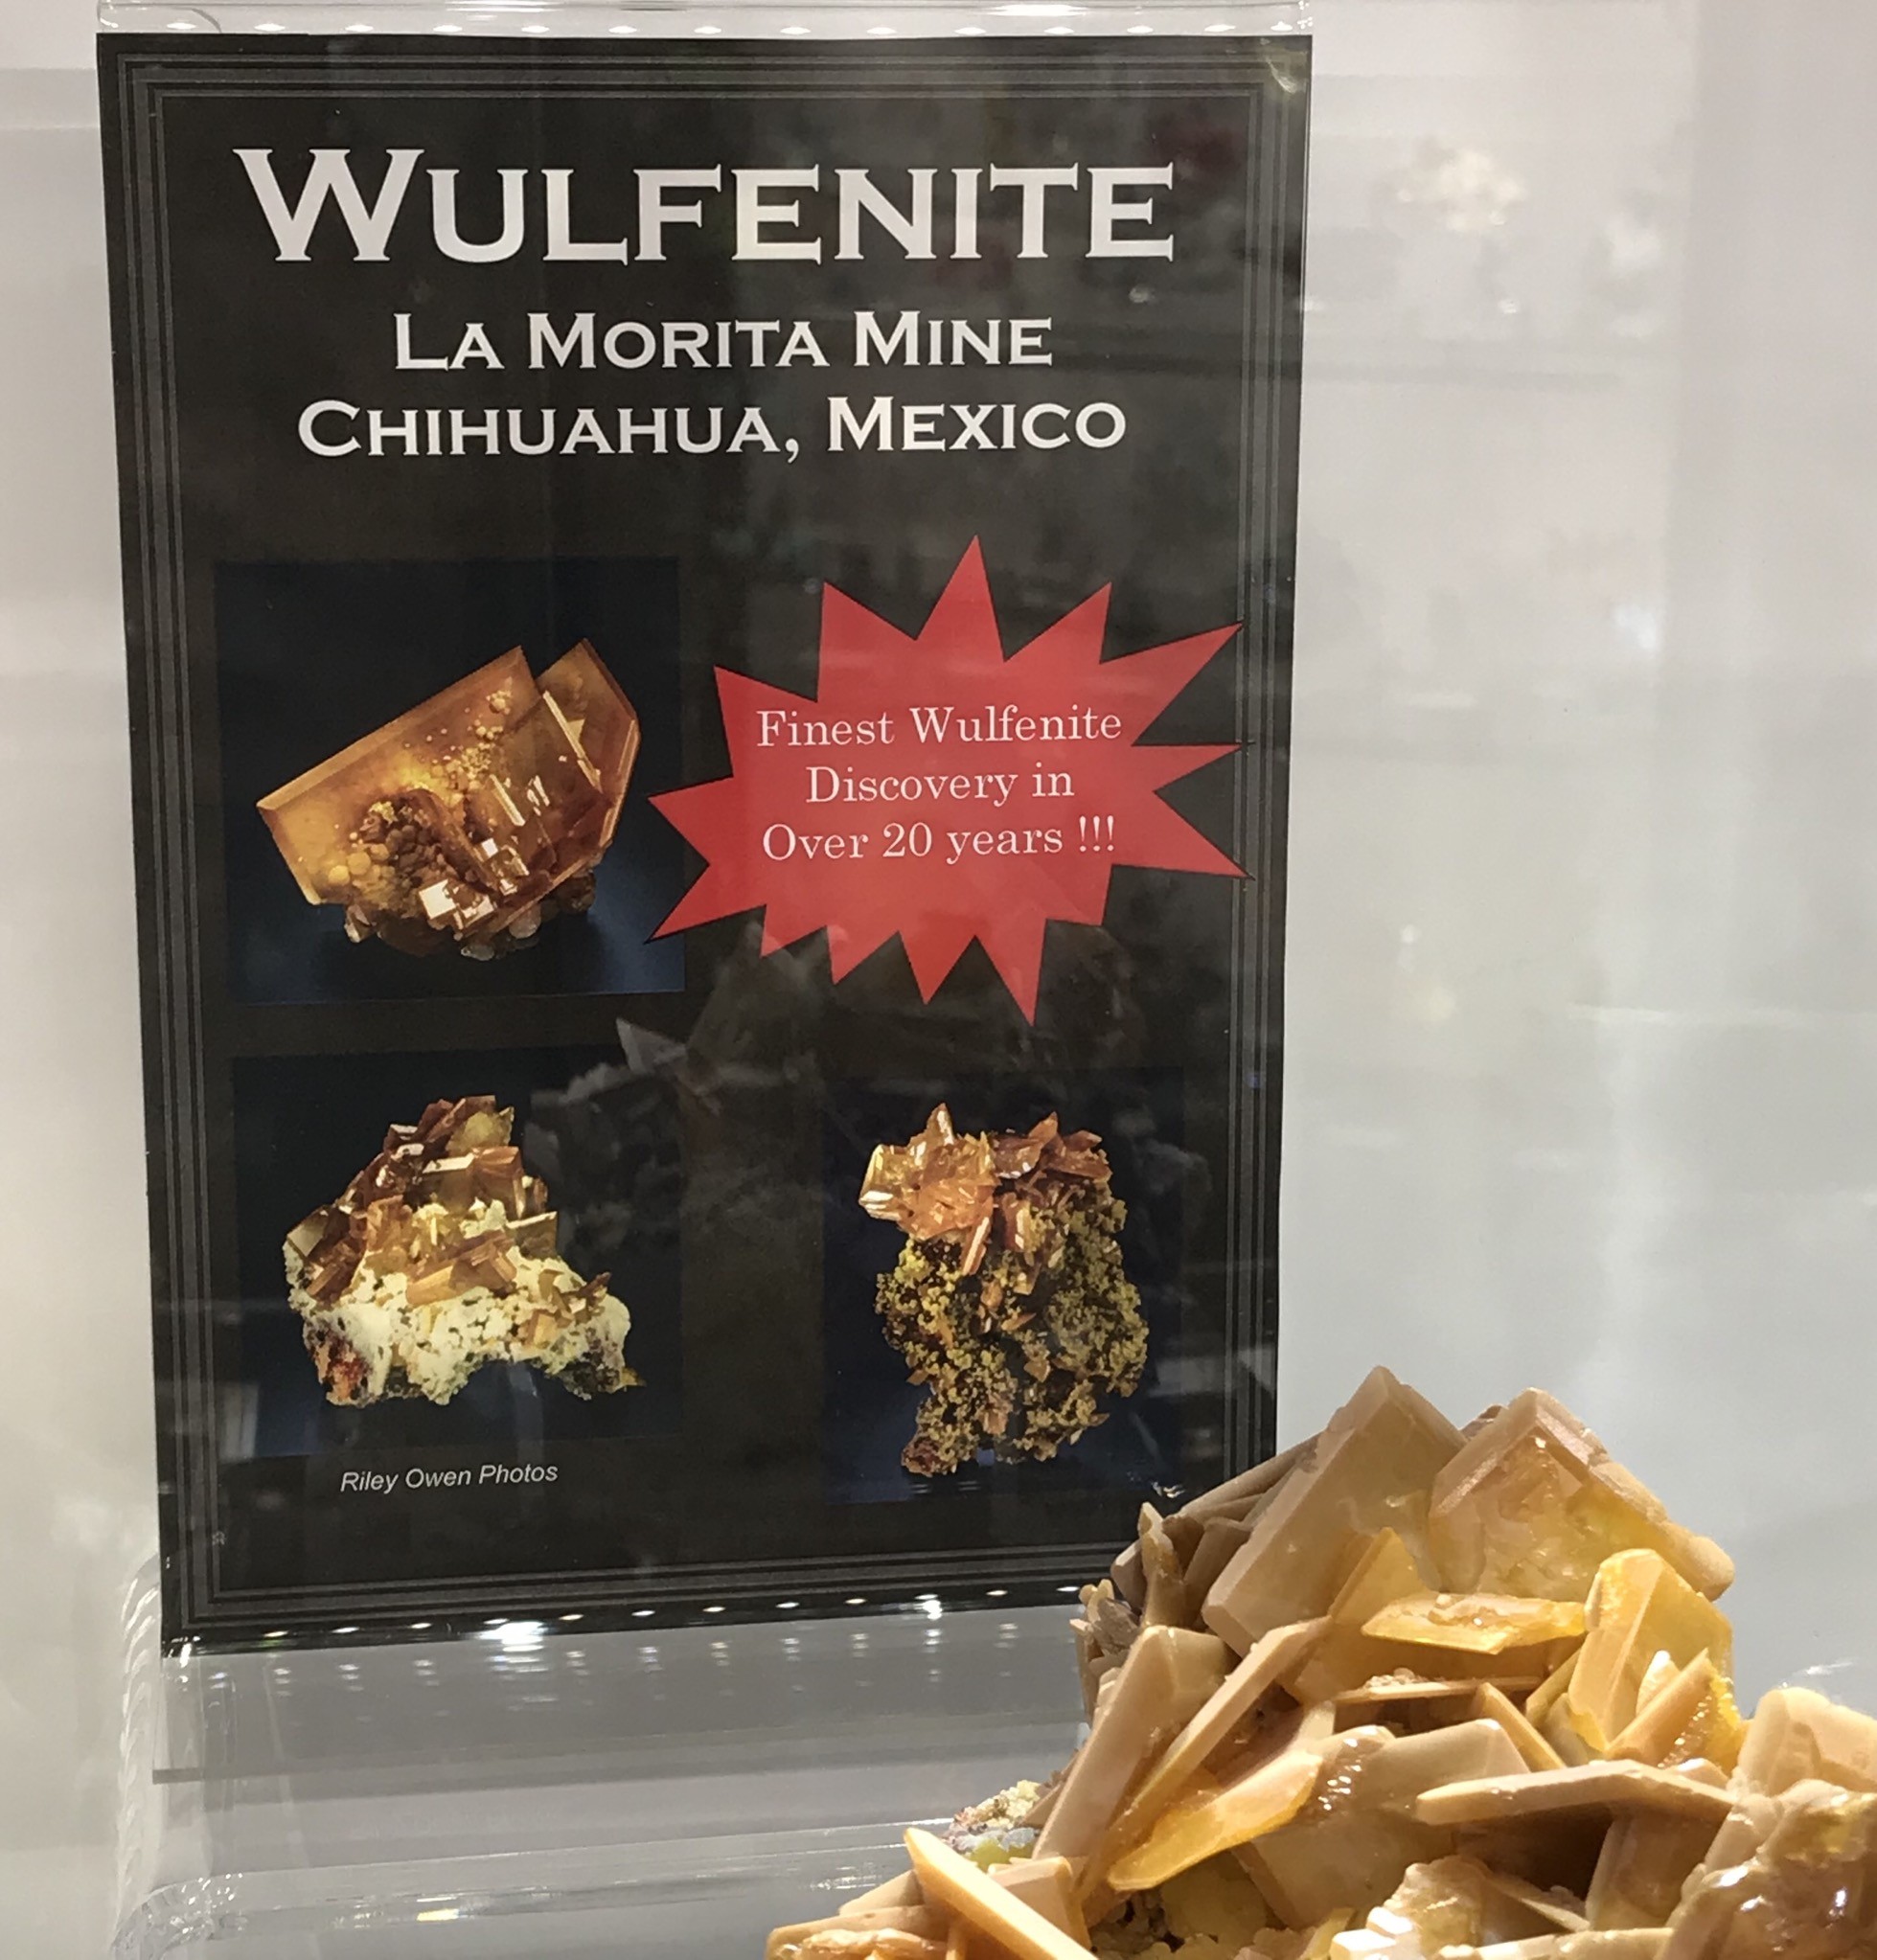 WULFENITE
LA MORITA MINE
CHIHUAHUA, MEXICO
Finest Wulfenite
Discovery in
Over 20 years !!!
Riley Owen Photos